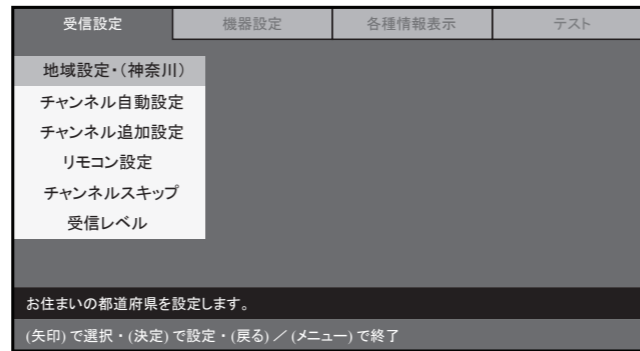 受信設定 機器設定 各種情報表示 テスト
地域設定・(神奈川)
チャンネル自動設定
チャンネル追加設定
リモコン設定
チャンネルスキップ
受信レベル
お住まいの都道府県を設定します。
(矢印) で選択・(決定) で設定・(戻る) ／ (メニュー) で終了